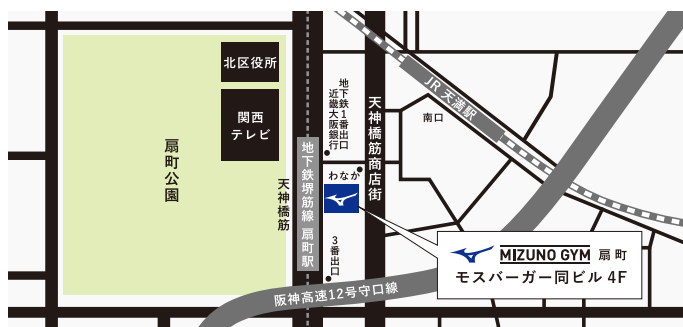 北区役所
関西
テレビ
扇町公園
天神橋筋
地下鉄堺筋線 扇町駅
地下鉄1番出口
近畿大阪銀行
わなか
3番出口
天神橋筋商店街
JR 天満駅
南口
MIZUNO GYM 扇町
モスバーガー同ビル 4F
阪神高速12号守口線